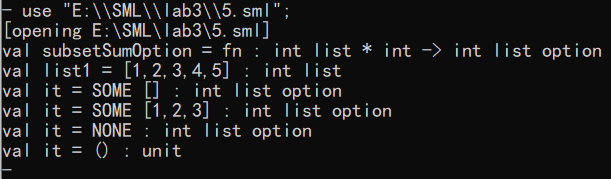 - use "E:\\SML\\lab3\\5.sml";
[opening E:\SML\lab3\5.sml]
val subsetSumOption = fn : int list * int -> int list option
val list1 = [1,2,3,4,5] : int list
val it = SOME [] : int list option
val it = SOME [1,2,3] : int list option
val it = NONE : int list option
val it = () : unit
-